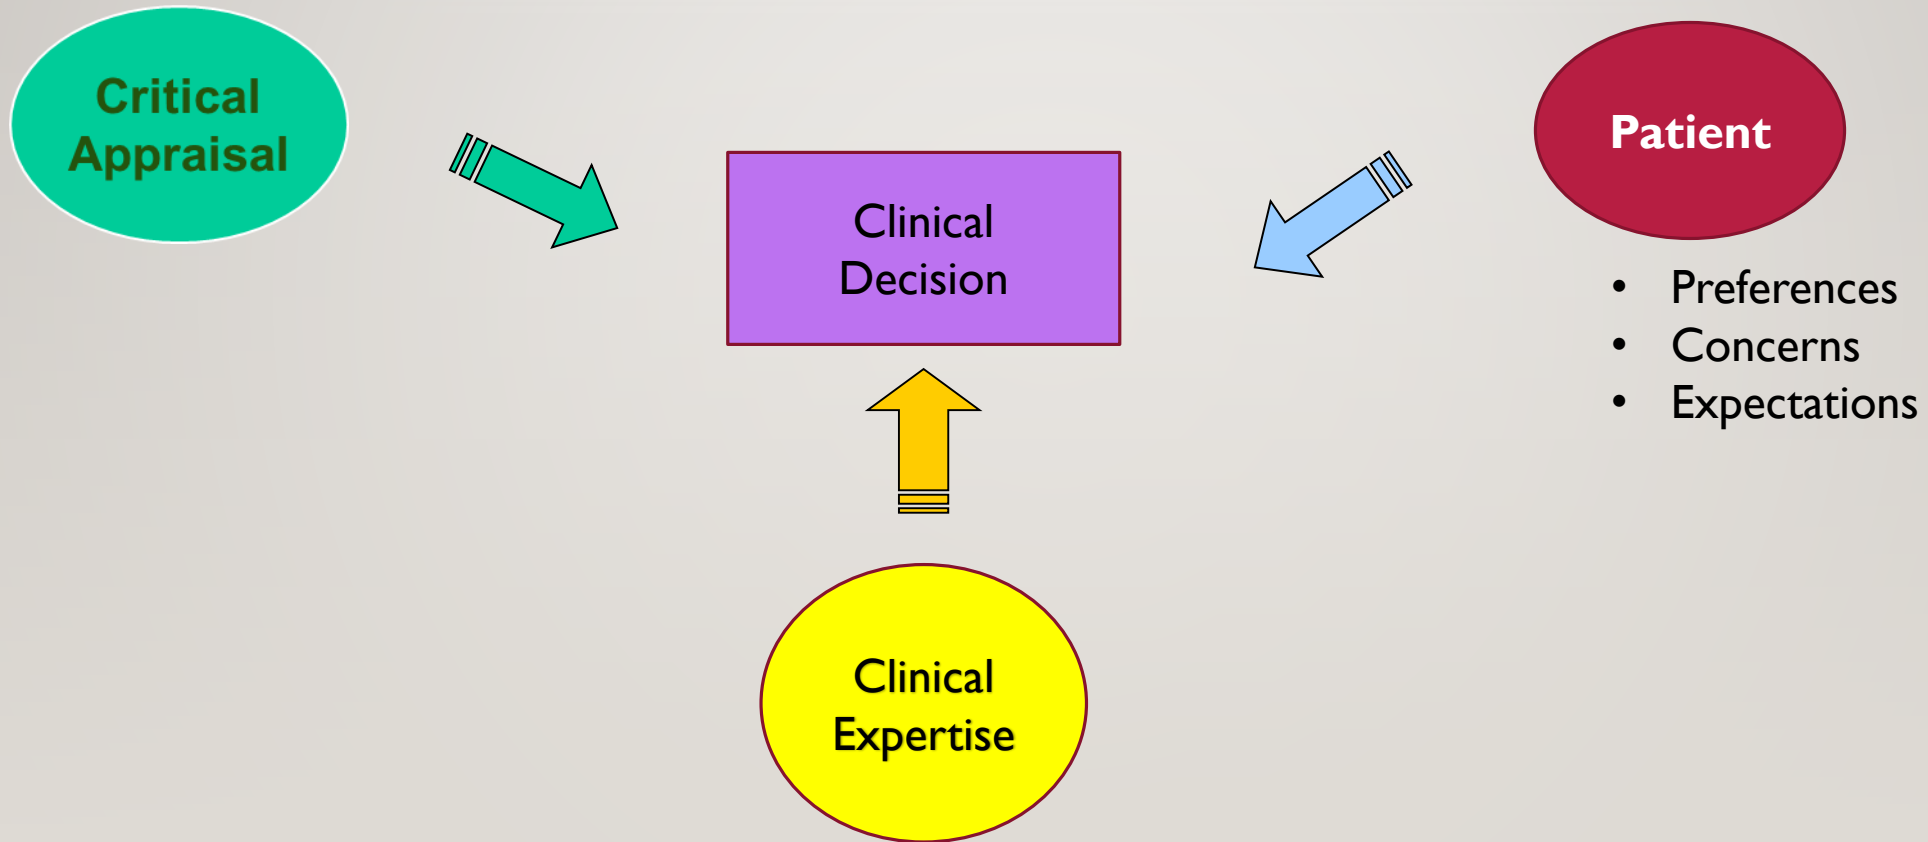 Critical
Appraisal
Clinical
Decision
Patient
• Preferences
• Concerns
• Expectations
Clinical
Expertise